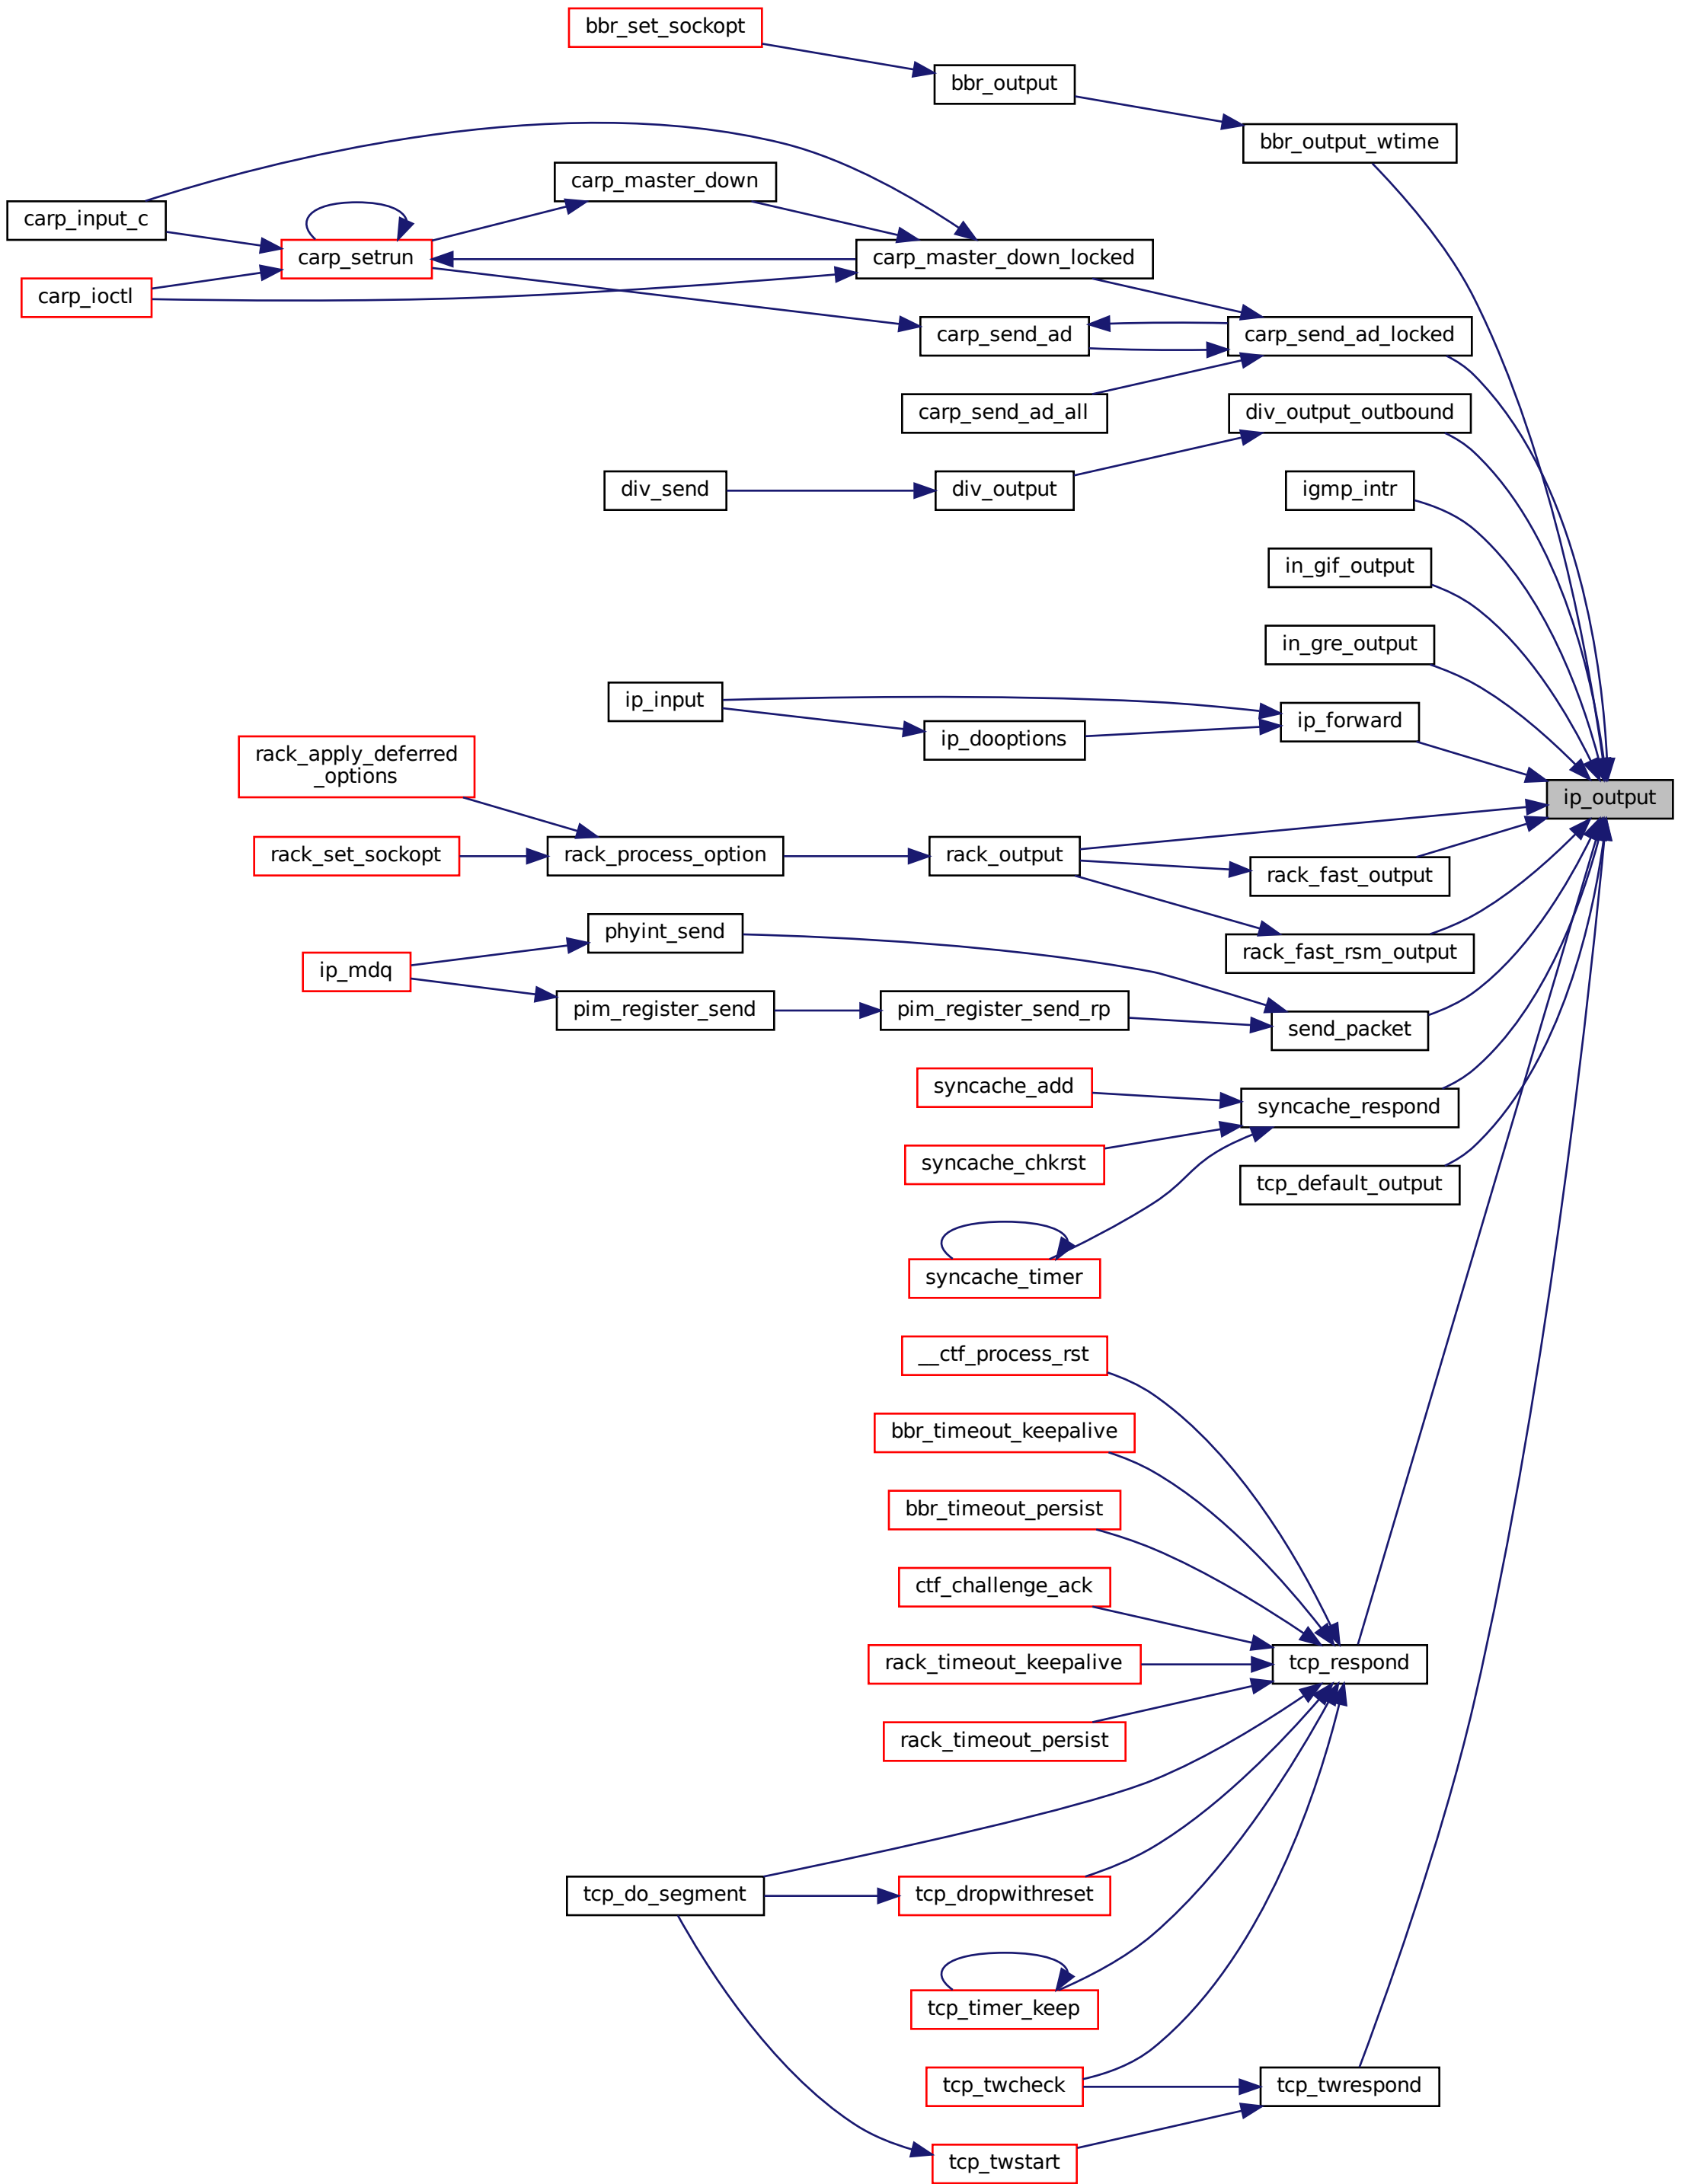 bbr_set_sockopt
bbr_output
bbr_output_wtime
carp_master_down
carp_input_c
carp_setrun
carp_master_down_locked
carp_ioctl
carp_send_ad
carp_send_ad_locked
carp_send_ad_all
div_output_outbound
div_send
div_output
igmp_intr
in_gif_output
in_gre_output
ip_input
ip_forward
ip_dooptions
rack_apply_deferred
_options
ip_output
rack_set_sockopt
rack_process_option
rack_output
rack_fast_output
phyint_send
rack_fast_rsm_output
ip_mdq
pim_register_send
pim_register_send_rp
send_packet
syncache_add
syncache_respond
syncache_chkrst
tcp_default_output
syncache_timer
__ctf_process_rst
bbr_timeout_keepalive
bbr_timeout_persist
ctf_challenge_ack
rack_timeout_keepalive
tcp_respond
rack_timeout_persist
tcp_do_segment
tcp_dropwithreset
tcp_timer_keep
tcp_twcheck
tcp_twrespond
tcp_twstart